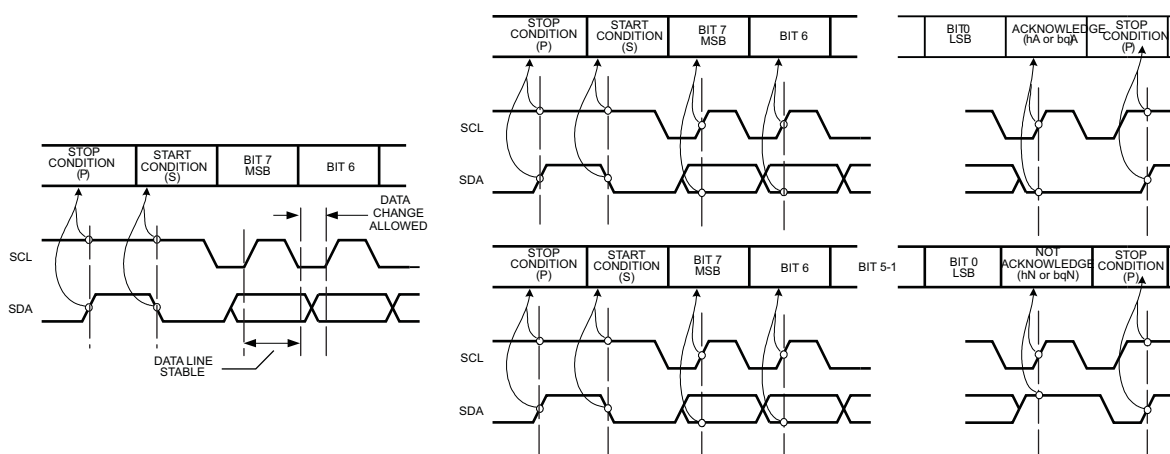 STOP
CONDITION
(P)
START
CONDITION
(S)
BIT 7
MSB
BIT 6
DATA
CHANGE
ALLOWED
SCL
SDA
DATA LINE
STABLE
STOP
CONDITION
(P)
START
CONDITION
(S)
BIT 7
MSB
BIT 6
BIT0
LSB
ACKNOWLEDGE
(hA or bqA)
STOP
CONDITION
(P)
SCL
SDA
STOP
CONDITION
(P)
START
CONDITION
(S)
BIT 7
MSB
BIT 6
BIT 5-1
BIT 0
LSB
NOT
ACKNOWLEDGE
(hN or bqN)
STOP
CONDITION
(P)
SCL
SDA